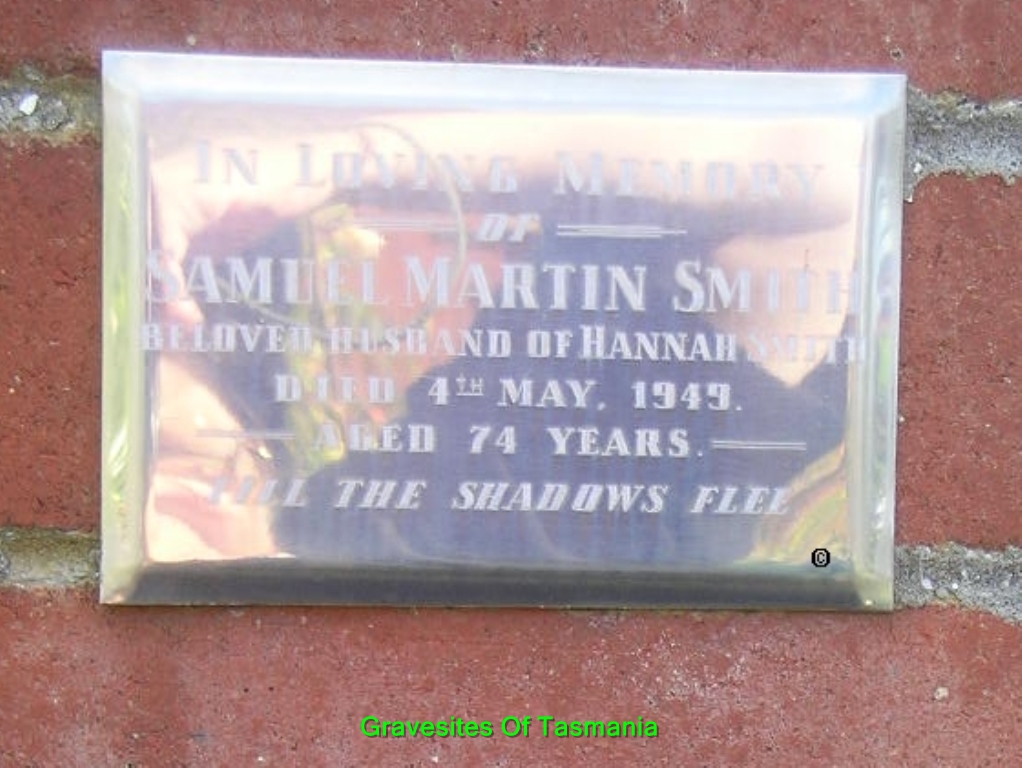 IN LOVING MEMORY
OF
SAMUEL MARTIN SMITH
BELOVED HUSBAND OF HANNAH SMITH
DIED 4TH MAY, 1949.
AGED 74 YEARS.
TILL THE SHADOWS FLEE
©
Gravesites Of Tasmania